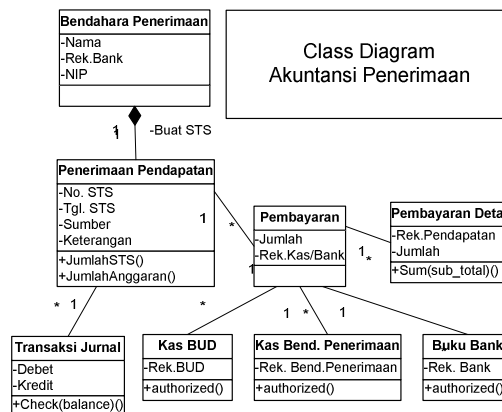 Bendahara Penerimaan
-Nama
-Rek.Bank
-NIP
Class Diagram
Akuntansi Penerimaan
1
1
-Buat STS
Penerimaan Pendapatan
-No. STS
-Tgl. STS
-Sumber
-Keterangan
+JumlahSTS()
+JumlahAnggaran()
1
*
Pembayaran
-Jumlah
-Rek.Kas/Bank
1
1
*
Pembayaran Deta
-Rek.Pendapatan
-Jumlah
+Sum(sub_total)()
*
1
*
1
*
1
*
Transaksi Jurnal
-Debet
-Kredit
+Check(balance)()
Kas BUD
-Rek.BUD
+authorized()
Kas Bend. Penerimaan
-Rek. Bend.Penerimaan
+authorized()
Buku Bank
-Rek. Bank
+authorized()